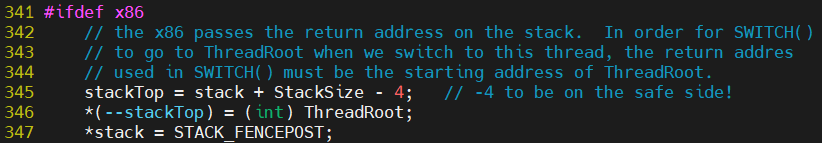 341 #ifdef x86
342     // the x86 passes the return address on the stack.  In order for SWITCH()
343     // to go to ThreadRoot when we switch to this thread, the return addres
344     // used in SWITCH() must be the starting address of ThreadRoot.
345     stackTop = stack + StackSize - 4;   // -4 to be on the safe side!
346     *(--stackTop) = (int) ThreadRoot;
347     *stack = STACK_FENCEPOST;